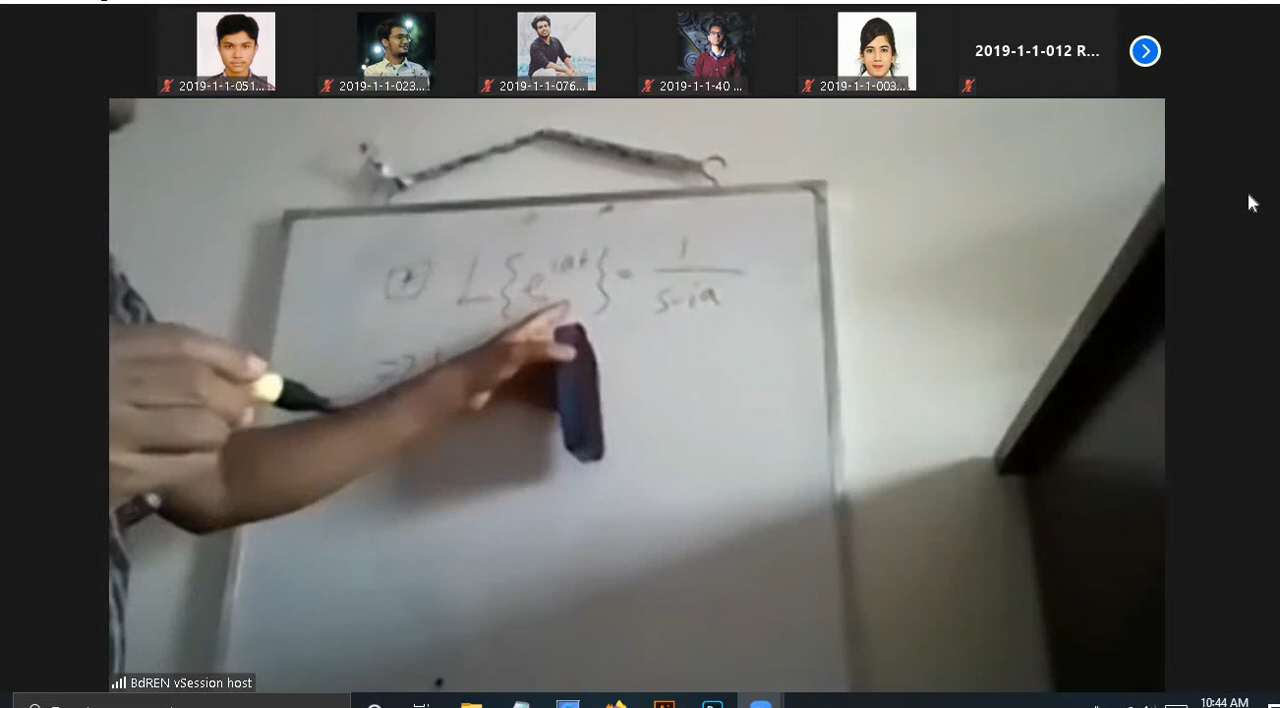 2019-1-1-051...
2019-1-1-023...!
2019-1-1-076...
2019-1-1-40 ...
2019-1-1-003...
2019-1-1-012 R...
L{e^{iat}} = 1/(s-ia)
BdREN vSession host
10:44 AM